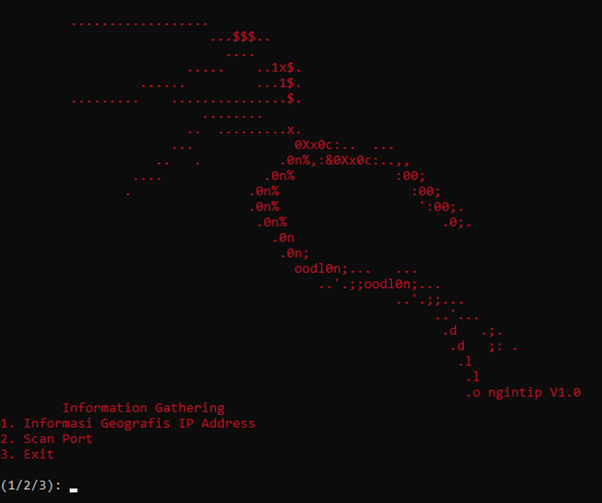 ..................
...$$$..
....
..... ..1x$.
...... ...1$.
......... ...............$.
........
.. .........x.
... 0Xx0c:.. ...
.. . .0n%,:&0Xx0c:..,,
.... .0n% :00;
. .0n% :00;
.0n% ':00;.
.0n% .0;.
.0n
.0n;
oodl0n;... ...
..'.;;oodl0n;...
..'.;;...
..'...
.d .;.
.d ;: .
.l
.l
.o ngintip V1.0
Information Gathering
1. Informasi Geografis IP Address
2. Scan Port
3. Exit
(1/2/3):